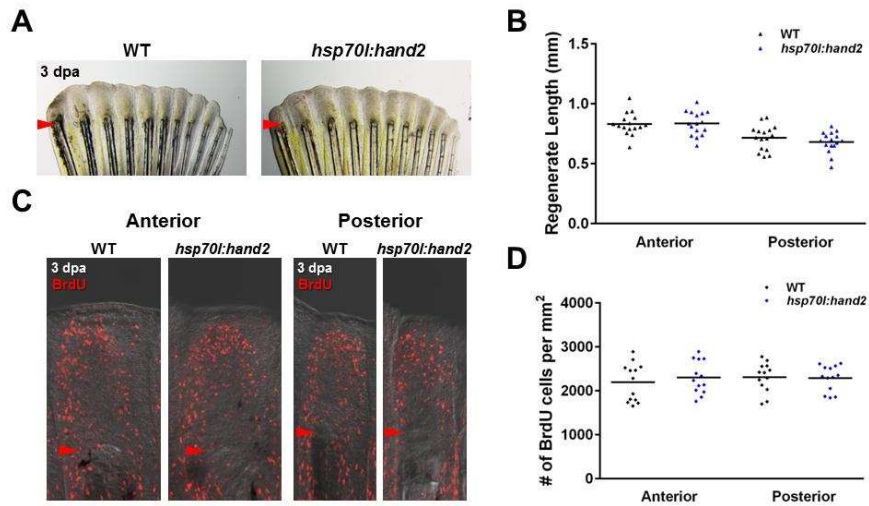 A
WT
hsp70l:hand2
3 dpa
B
WT
hsp70l:hand2
Regenerate Length (mm)
1.5
1.0
0.5
0.0
Anterior
Posterior
C
Anterior
Posterior
WT
hsp70l:hand2
WT
hsp70l:hand2
3 dpa
BrdU
3 dpa
BrdU
D
WT
hsp70l:hand2
# of BrdU cells per mm2
4000
3000
2000
1000
0
Anterior
Posterior